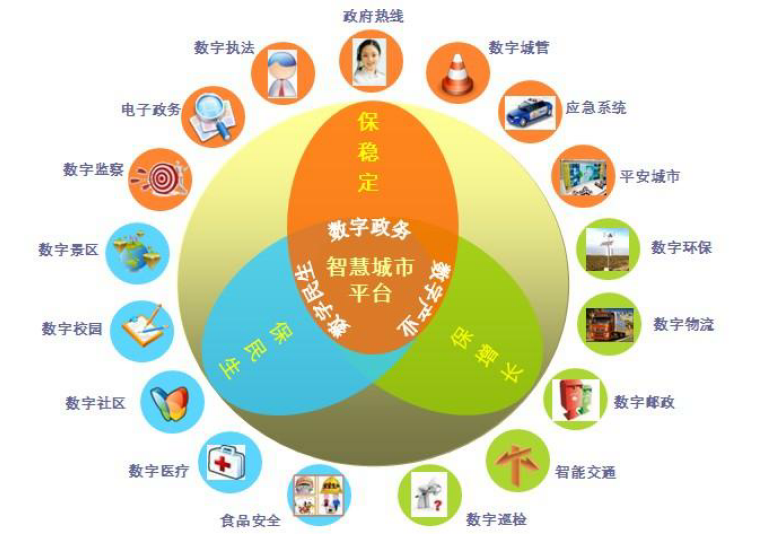 政府热线
数字执法
数字城管
电子政务
应急系统
数字监察
平安城市
数字景区
数字环保
数字校园
数字物流
数字社区
数字邮政
数字医疗
智能交通
食品安全
数字巡检
保稳定
数字政务
智慧城市
平台
数字民生
数字产业
保民生
保增长
?